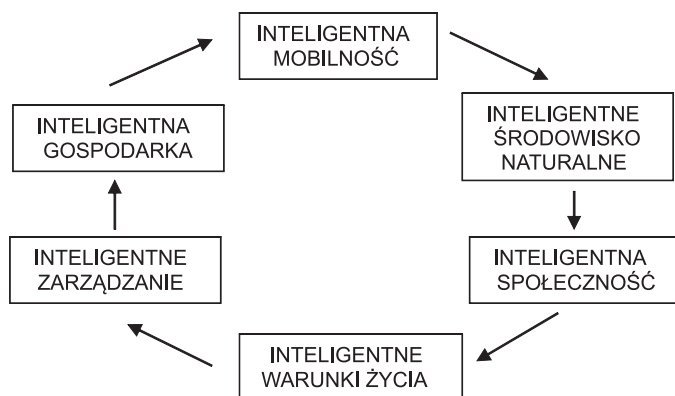 INTELIGENTNA
MOBILNOŚĆ
INTELIGENTNE
ŚRODOWISKO
NATURALNE
INTELIGENTNA
SPOŁECZNOŚĆ
INTELIGENTNE
WARUNKI ŻYCIA
INTELIGENTNE
ZARZĄDZANIE
INTELIGENTNA
GOSPODARKA